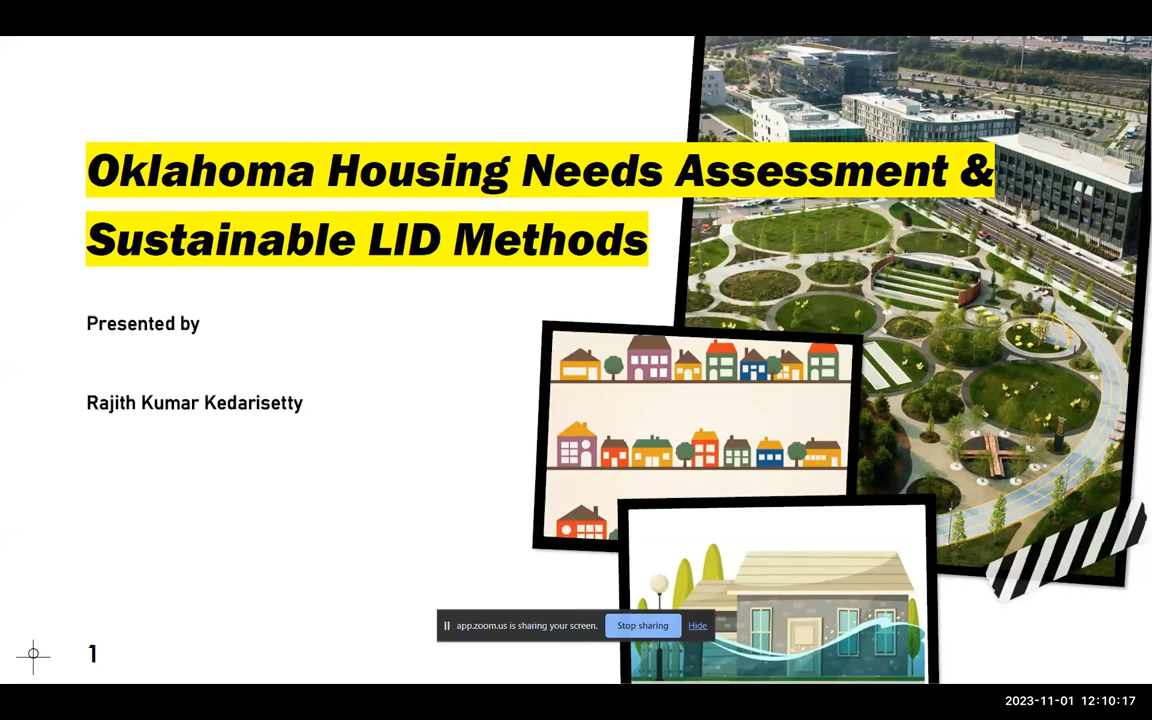 Oklahoma Housing Needs Assessment &
Sustainable LID Methods
Presented by
Rajith Kumar Kedarisetty
app.zoom.us is sharing your screen. Stop sharing Hide
1
2023-11-01 12:10:17